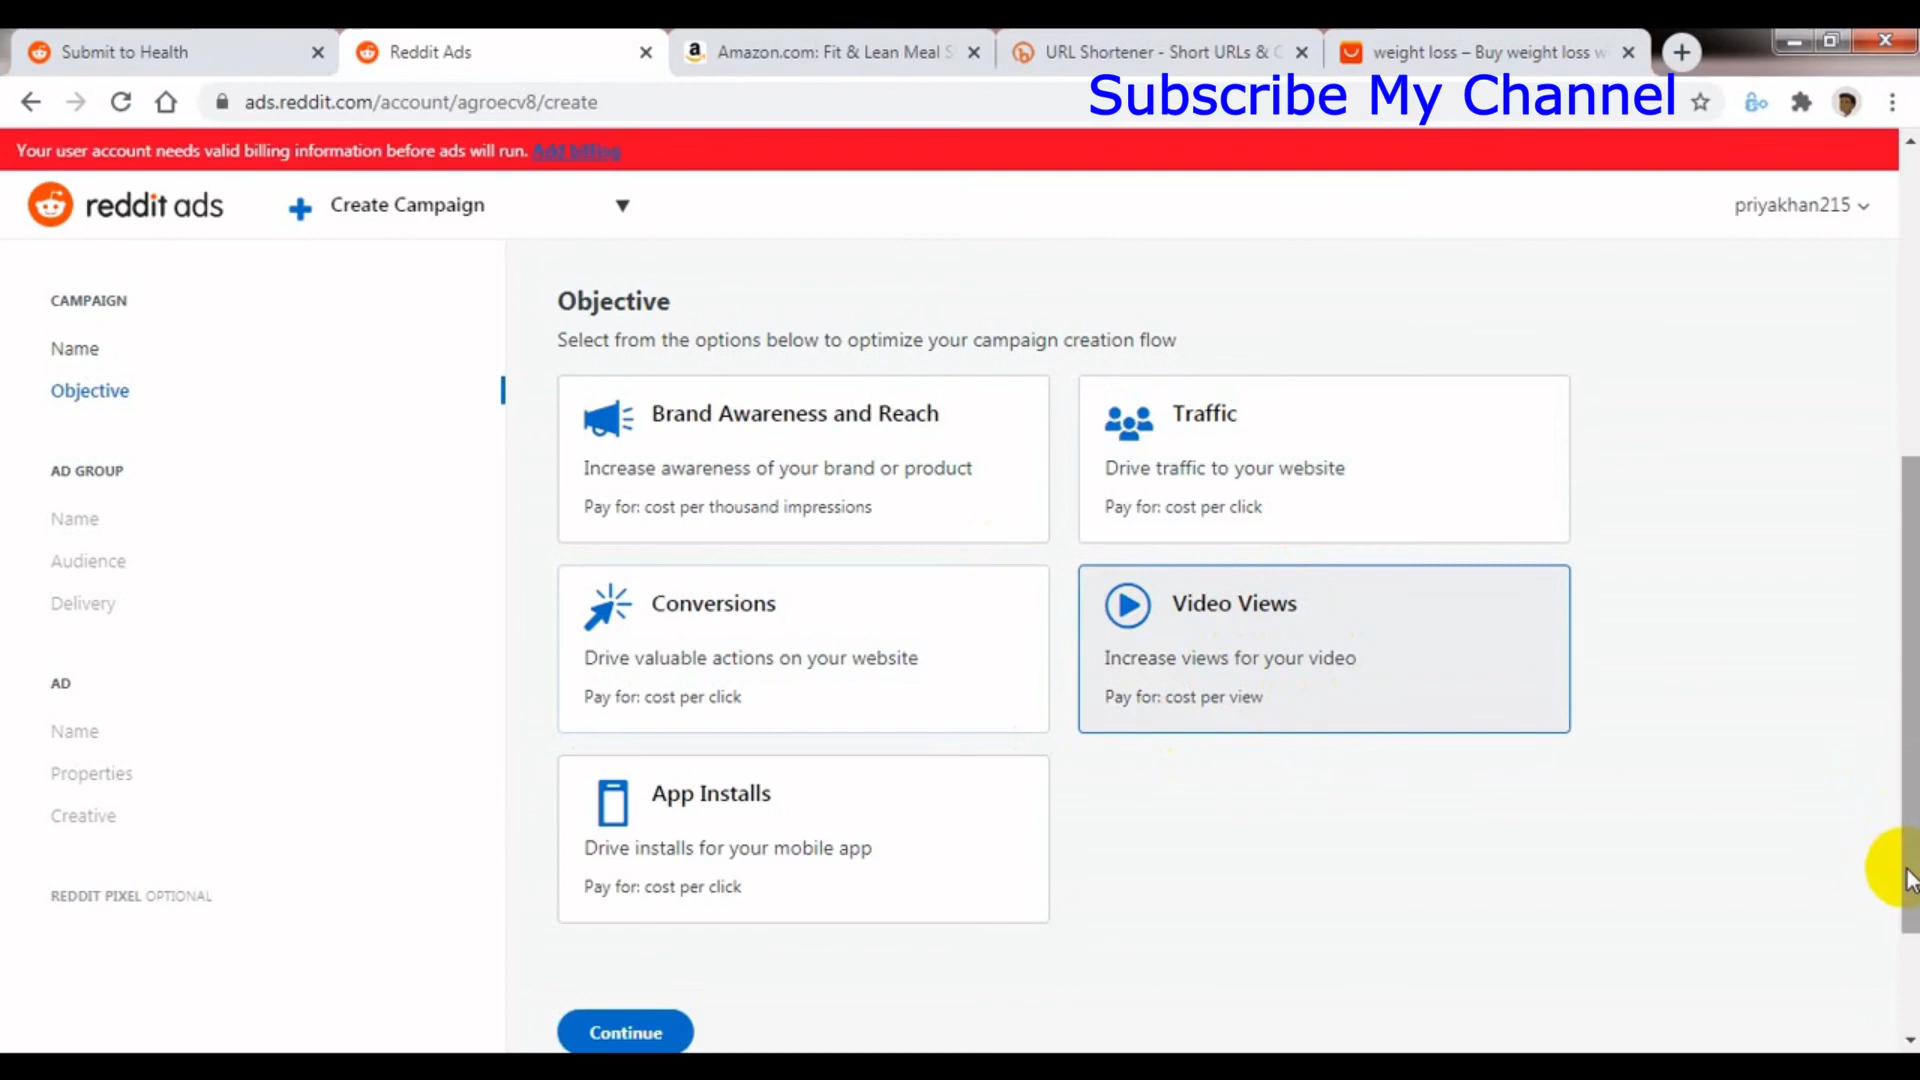 Submit to Health
Reddit Ads
Amazon.com: Fit & Lean Meal S
URL Shortener - Short URLs & C
weight loss – Buy weight loss w
ads.reddit.com/account/agroecv8/create
Subscribe My Channel
Your user account needs valid billing information before ads will run. Add billing
reddit ads
Create Campaign
priyakhan215
CAMPAIGN
Name
Objective
AD GROUP
Name
Audience
Delivery
AD
Name
Properties
Creative
REDDIT PIXEL OPTIONAL
Objective
Select from the options below to optimize your campaign creation flow
Brand Awareness and Reach
Increase awareness of your brand or product
Pay for: cost per thousand impressions
Traffic
Drive traffic to your website
Pay for: cost per click
Conversions
Drive valuable actions on your website
Pay for: cost per click
Video Views
Increase views for your video
Pay for: cost per view
App Installs
Drive installs for your mobile app
Pay for: cost per click
Continue